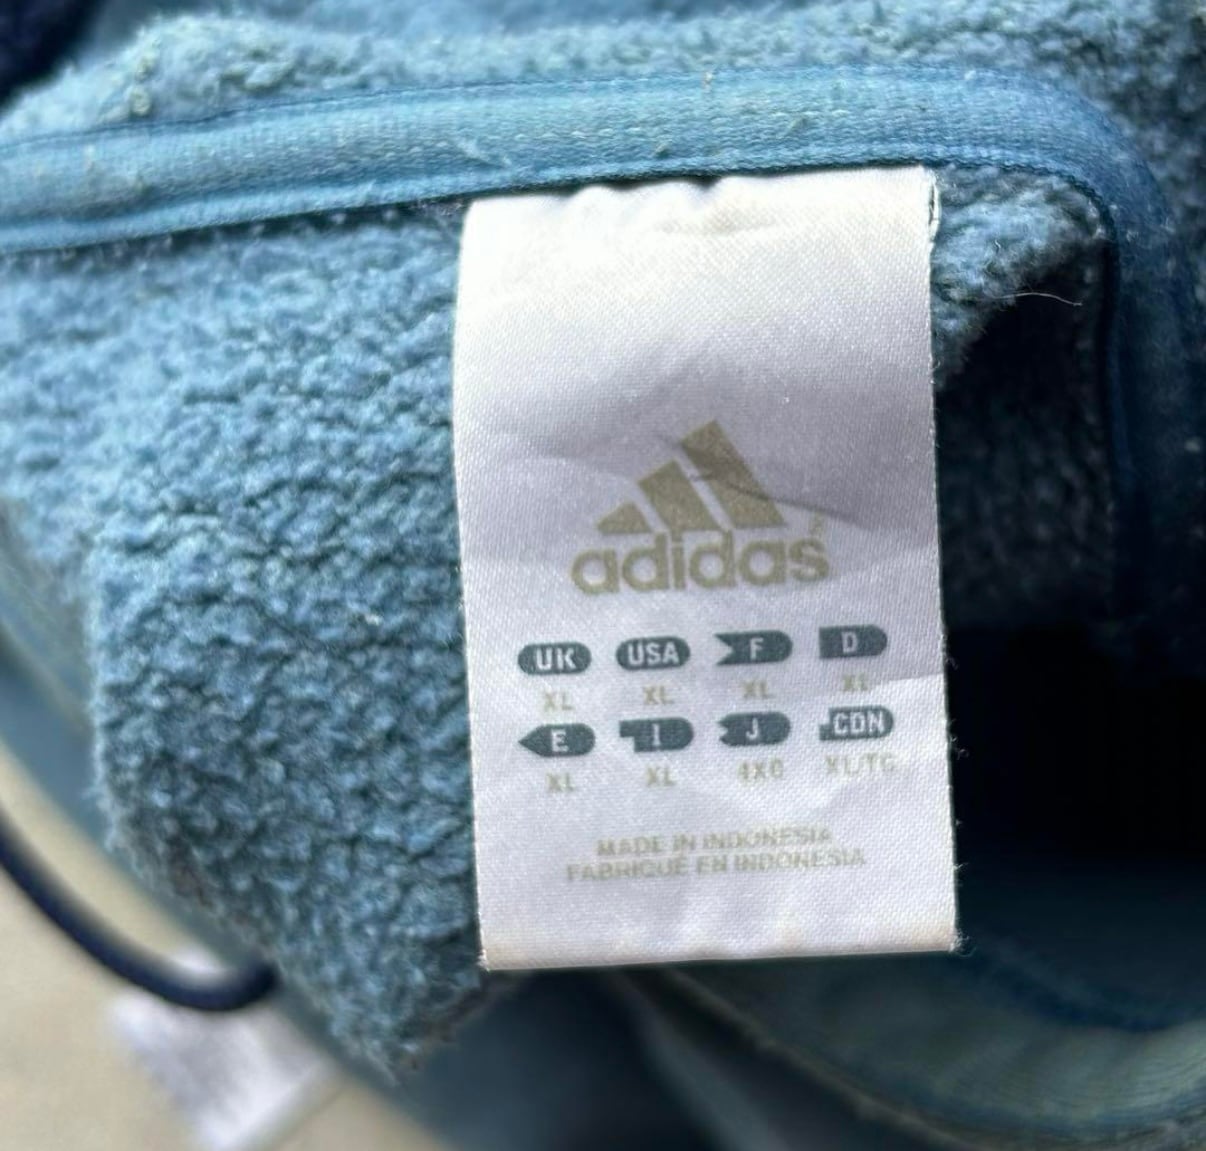 adidas
UK USA F D
XL XL XL XL
E I J CDN
XL XL 4XO XL/TG
MADE IN INDONESIA
FABRIQUÉ EN INDONESIA